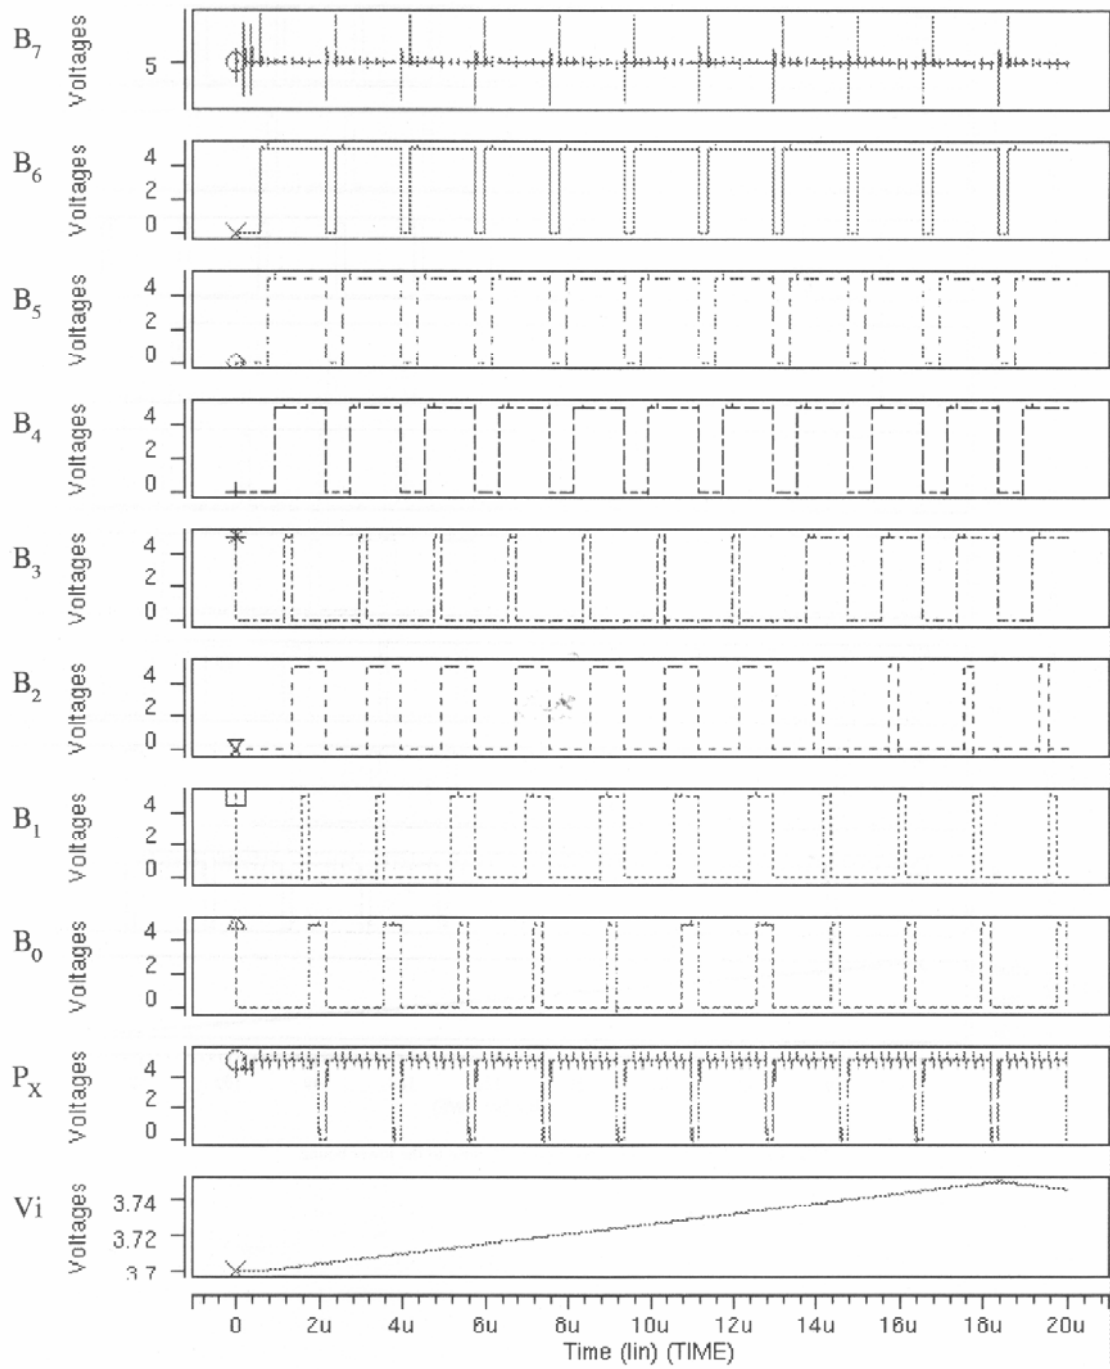 B7 Voltages 5
B6 Voltages 4 2 0
B5 Voltages 4 2 0
B4 Voltages 4 2 0
B3 Voltages 4 2 0
B2 Voltages 4 2 0
B1 Voltages 4 2 0
B0 Voltages 4 2 0
PX Voltages 4 2 0
Vi Voltages 3.74 3.72 3.7
0 2u 4u 6u 8u 10u 12u 14u 16u 18u 20u
Time (lin) (TIME)